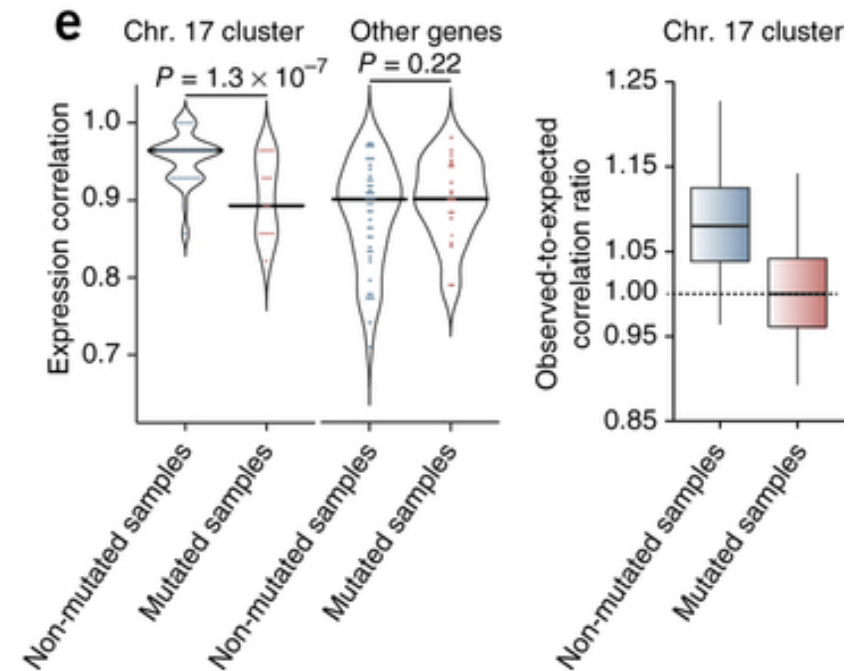 e
Chr. 17 cluster
P = 1.3 × 10⁻⁷
Other genes
P = 0.22
Expression correlation
1.0
0.9
0.8
0.7
Non-mutated samples
Mutated samples
Non-mutated samples
Mutated samples
Chr. 17 cluster
Observed-to-expected
correlation ratio
1.25
1.15
1.05
1.00
0.95
0.85
Non-mutated samples
Mutated samples